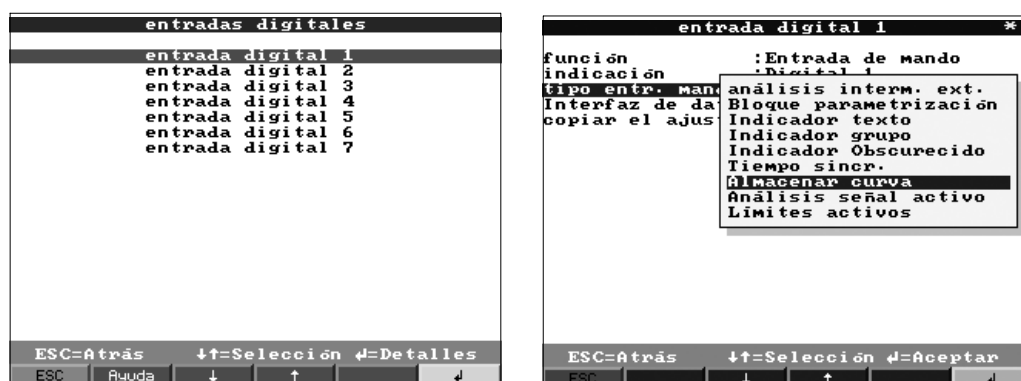 entradas digitales
entrada digital 1
entrada digital 2
entrada digital 3
entrada digital 4
entrada digital 5
entrada digital 6
entrada digital 7
ESC=Atrás ↓↑=Selección ↲=Detalles
ESC Ayuda ↓ ↑ ↲
entrada digital 1 *
función :Entrada de mando
indicación :Digital 1
tipo entr. man
Interfaz de da
copiar el ajus
análisis interm. ext.
Bloque parametrización
Indicador texto
Indicador grupo
Indicador Obscurecido
Tiempo sincr.
Almacenar curva
Análisis señal activo
Límites activos
ESC=Atrás ↓↑=Selección ↲=Aceptar
ESC ↓ ↑ ↲